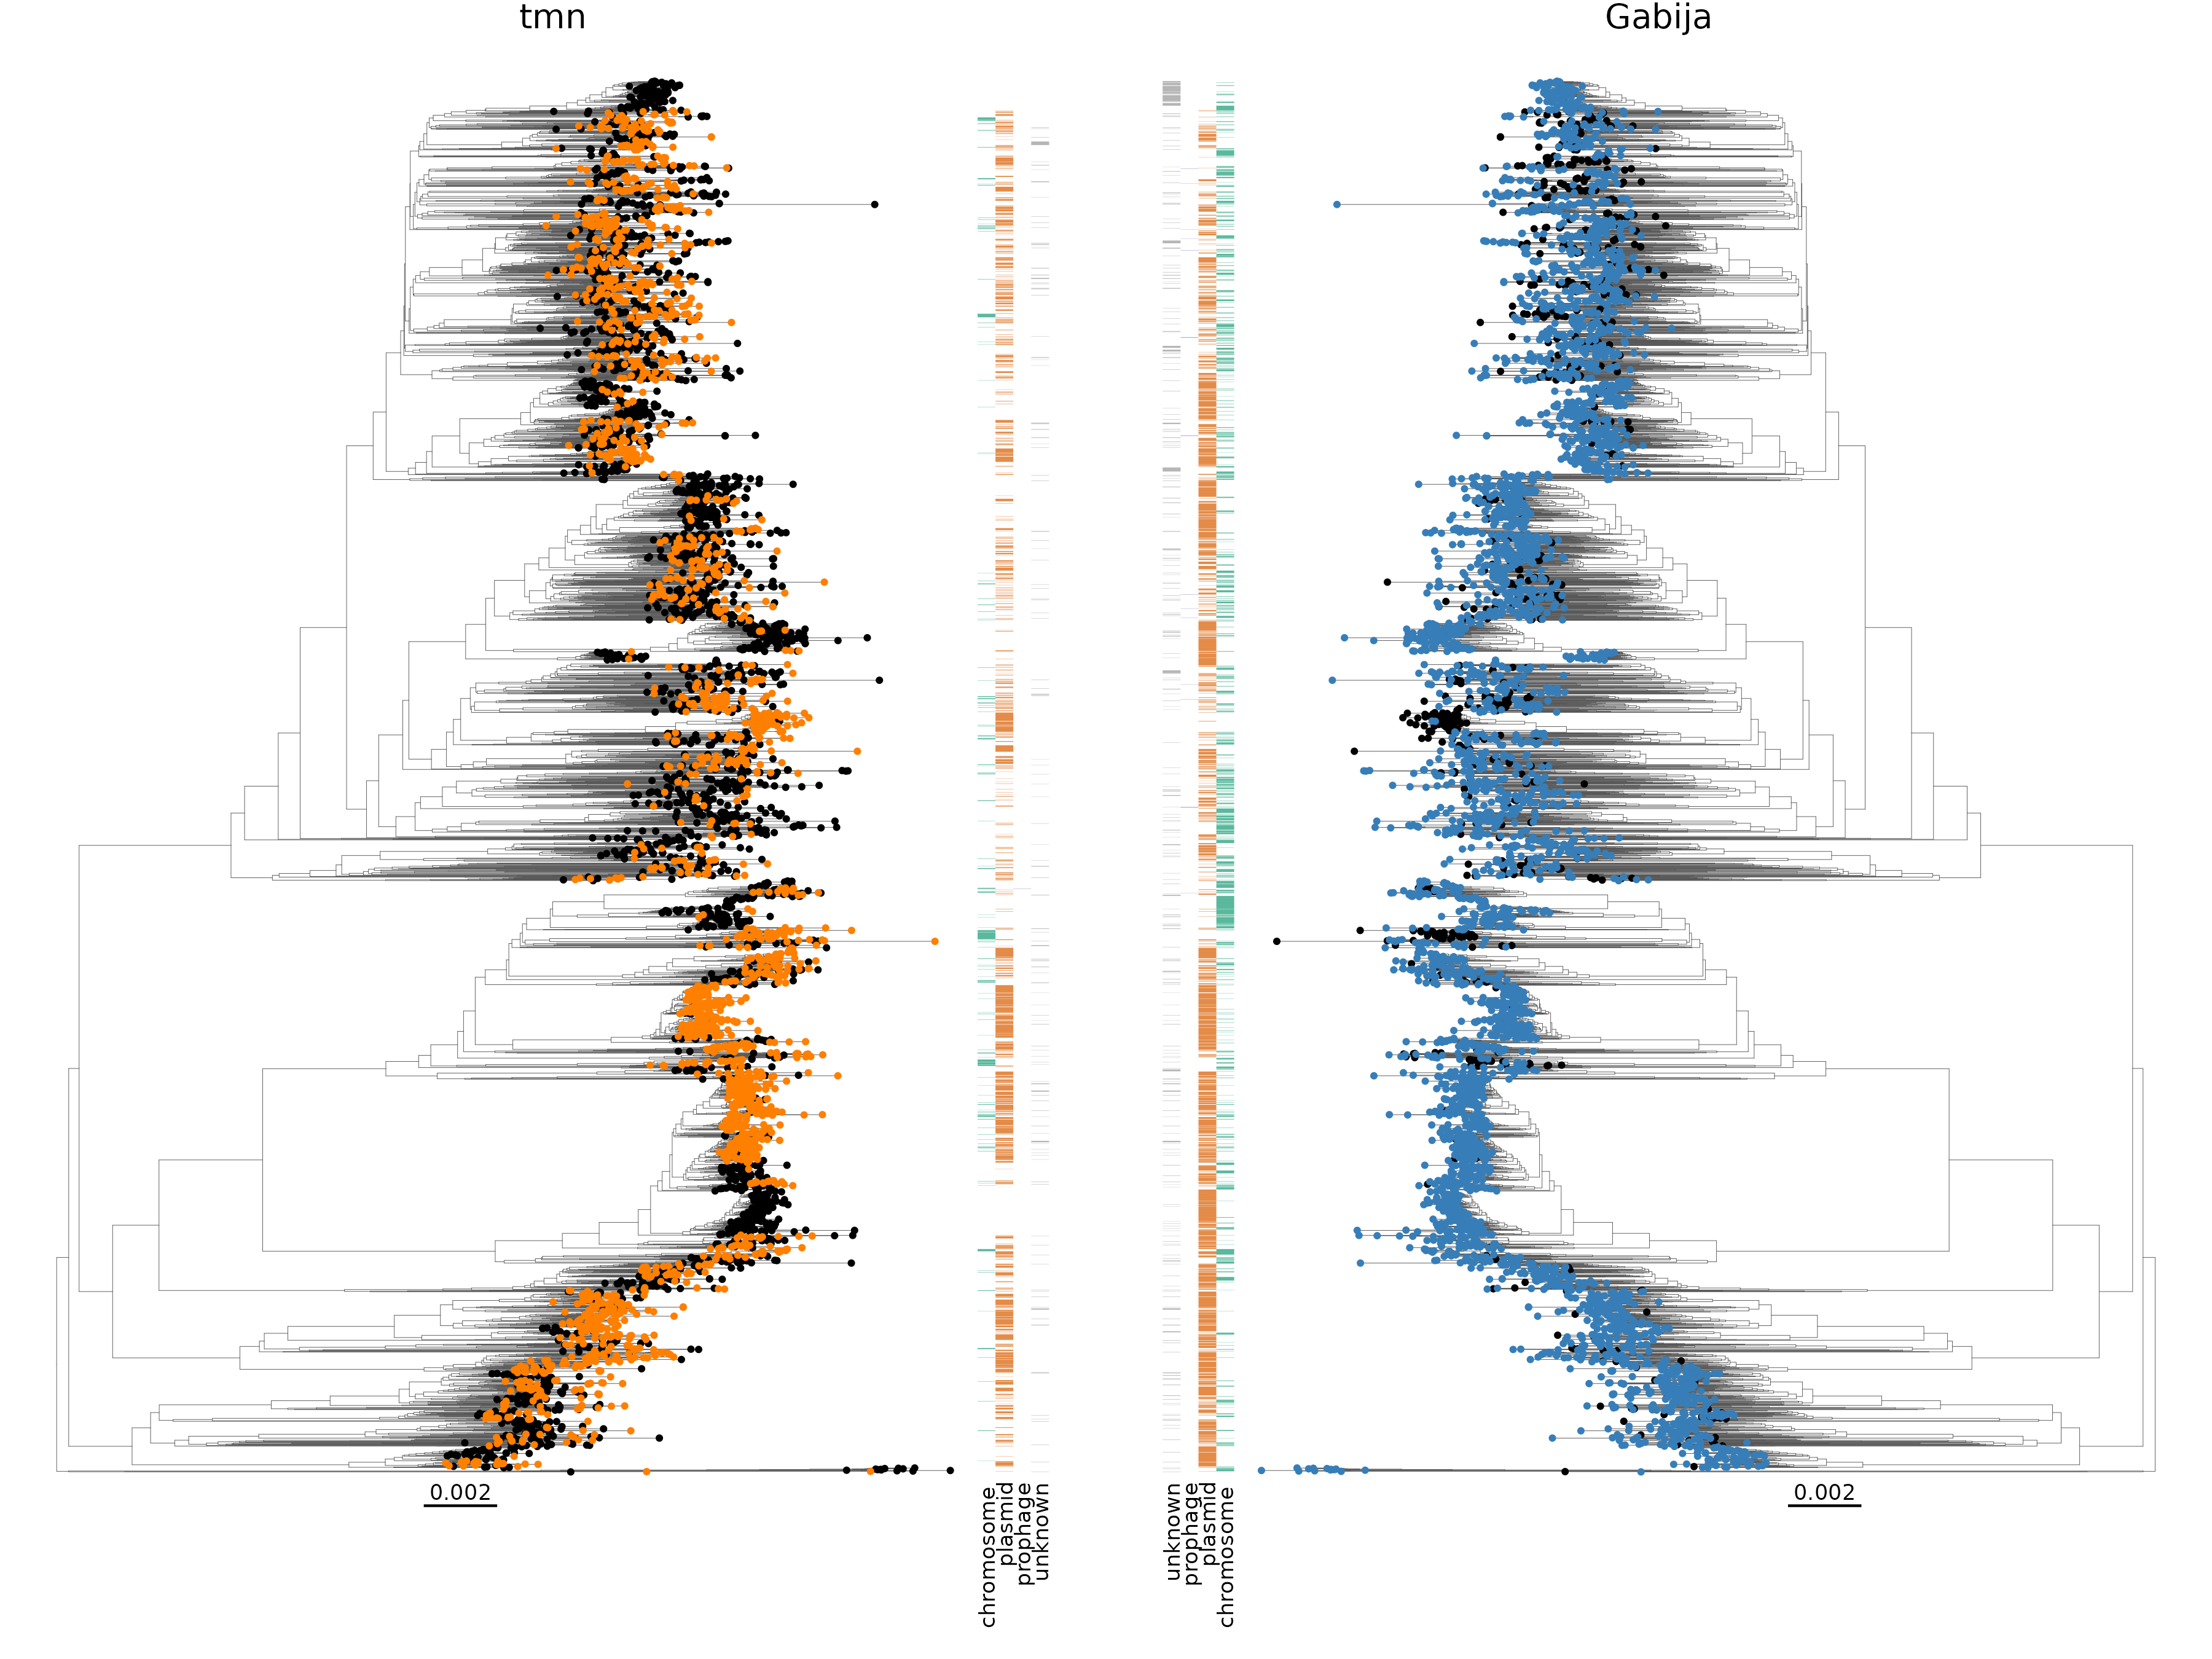 tmn
Gabija
0.002
0.002
chromosome
plasmid
prophage
unknown
unknown
prophage
plasmid
chromosome